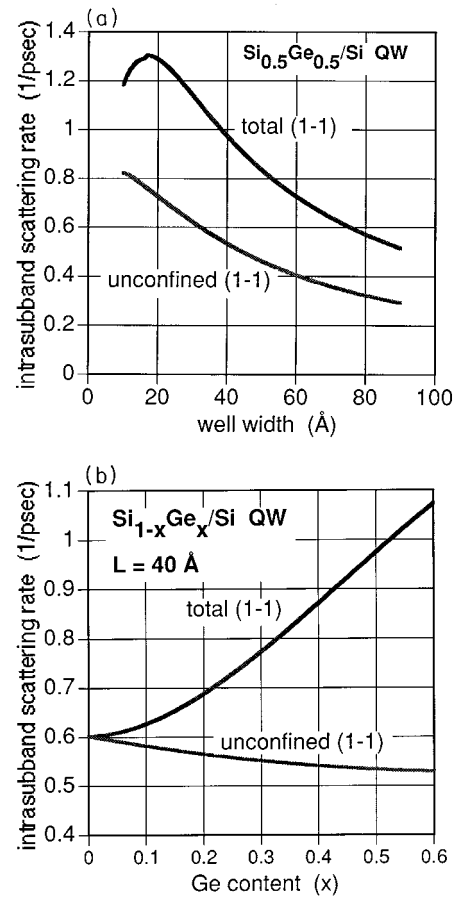 (a)
intrasubband scattering rate (1/psec)
1.4
1.2
1
0.8
0.6
0.4
0.2
0
Si0.5Ge0.5/Si QW
total (1-1)
unconfined (1-1)
0 20 40 60 80 100
well width (Å)
(b)
intrasubband scattering rate (1/psec)
1.1
1
0.9
0.8
0.7
0.6
0.5
0.4
Si1-xGex/Si QW
L = 40 Å
total (1-1)
unconfined (1-1)
0 0.1 0.2 0.3 0.4 0.5 0.6
Ge content (x)